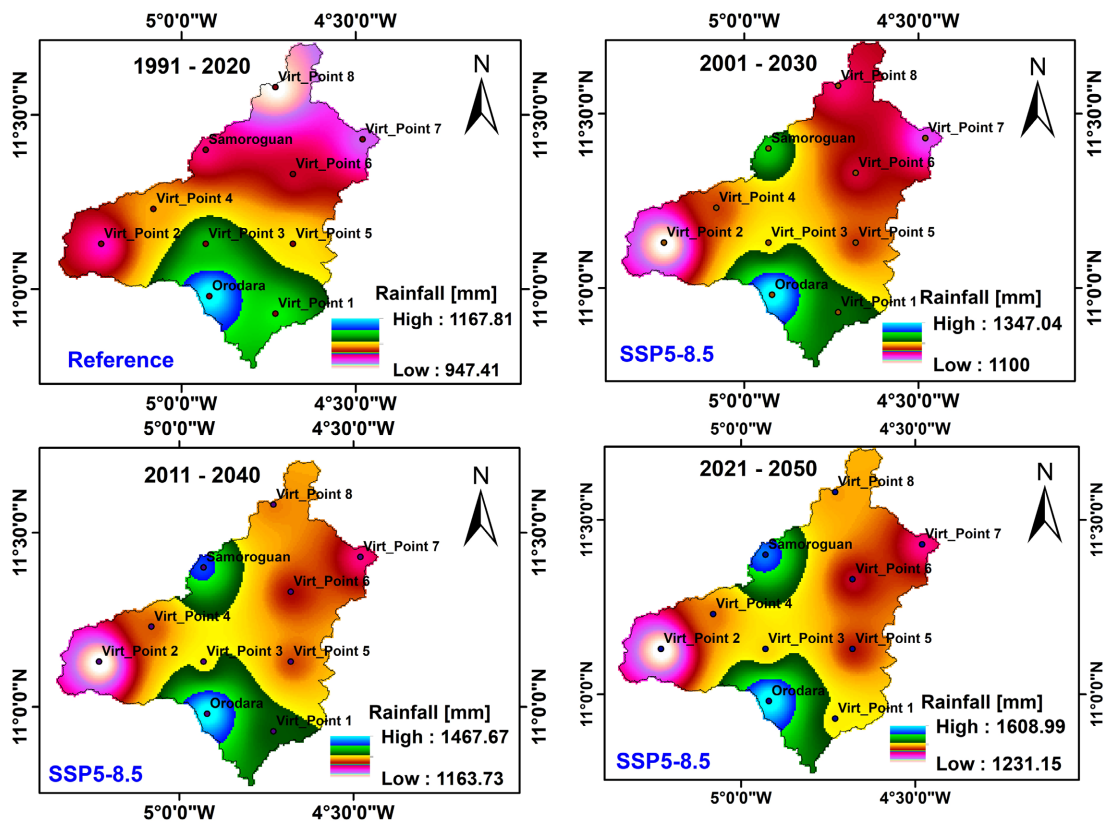 5°0'0"W 4°30'0"W 5°0'0"W 4°30'0"W
1991 - 2020
N
Virt_Point 8
11°30'0"N
11°30'0"N
Virt_Point 7
Samoroguan
Virt_Point 6
Virt_Point 4
Virt_Point 2
Virt_Point 3
Virt_Point 5
11°0'0"N
11°0'0"N
Orodara
Virt_Point 1
Rainfall [mm]
High : 1167.81
Low : 947.41
Reference
5°0'0"W 4°30'0"W
2001 - 2030
N
Virt_Point 8
11°30'0"N
11°30'0"N
Virt_Point 7
Samoroguan
Virt_Point 6
Virt_Point 4
Virt_Point 2
Virt_Point 3
Virt_Point 5
11°0'0"N
11°0'0"N
Orodara
Virt_Point 1
Rainfall [mm]
High : 1347.04
Low : 1100
SSP5-8.5
5°0'0"W 4°30'0"W
5°0'0"W 4°30'0"W
2011 - 2040
N
Virt_Point 8
11°30'0"N
11°30'0"N
Virt_Point 7
Samoroguan
Virt_Point 6
Virt_Point 4
Virt_Point 2
Virt_Point 3
Virt_Point 5
11°0'0"N
11°0'0"N
Orodara
Virt_Point 1
Rainfall [mm]
High : 1467.67
Low : 1163.73
SSP5-8.5
5°0'0"W 4°30'0"W
5°0'0"W 4°30'0"W
2021 - 2050
N
Virt_Point 8
11°30'0"N
11°30'0"N
Virt_Point 7
Samoroguan
Virt_Point 6
Virt_Point 4
Virt_Point 2
Virt_Point 3
Virt_Point 5
11°0'0"N
11°0'0"N
Orodara
Virt_Point 1
Rainfall [mm]
High : 1608.99
Low : 1231.15
SSP5-8.5
5°0'0"W 4°30'0"W